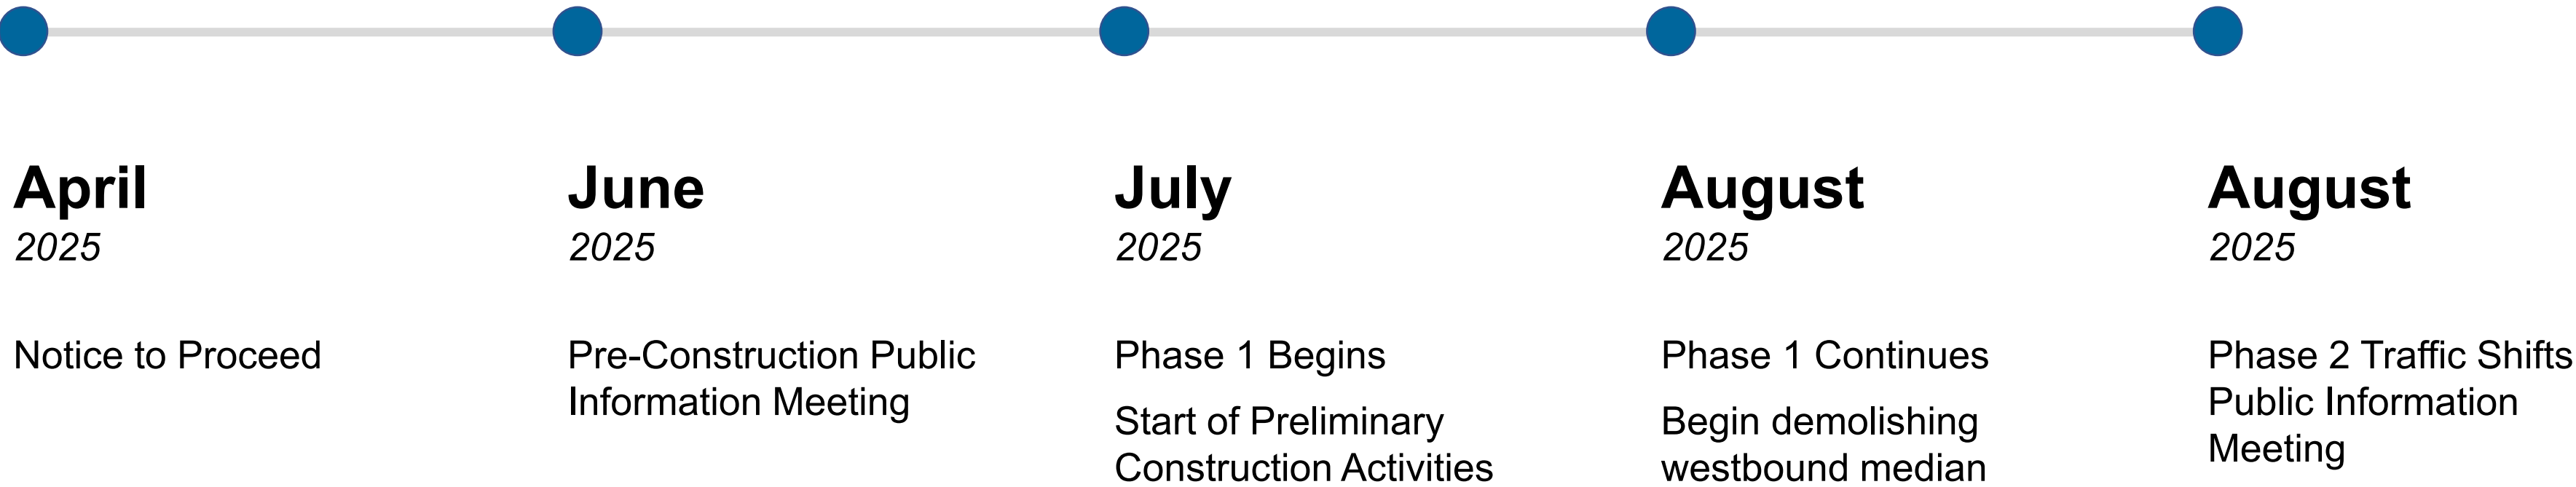 April
2025
Notice to Proceed
June
2025
Pre-Construction Public
Information Meeting
July
2025
Phase 1 Begins
Start of Preliminary
Construction Activities
August
2025
Phase 1 Continues
Begin demolishing
westbound median
August
2025
Phase 2 Traffic Shifts
Public Information
Meeting